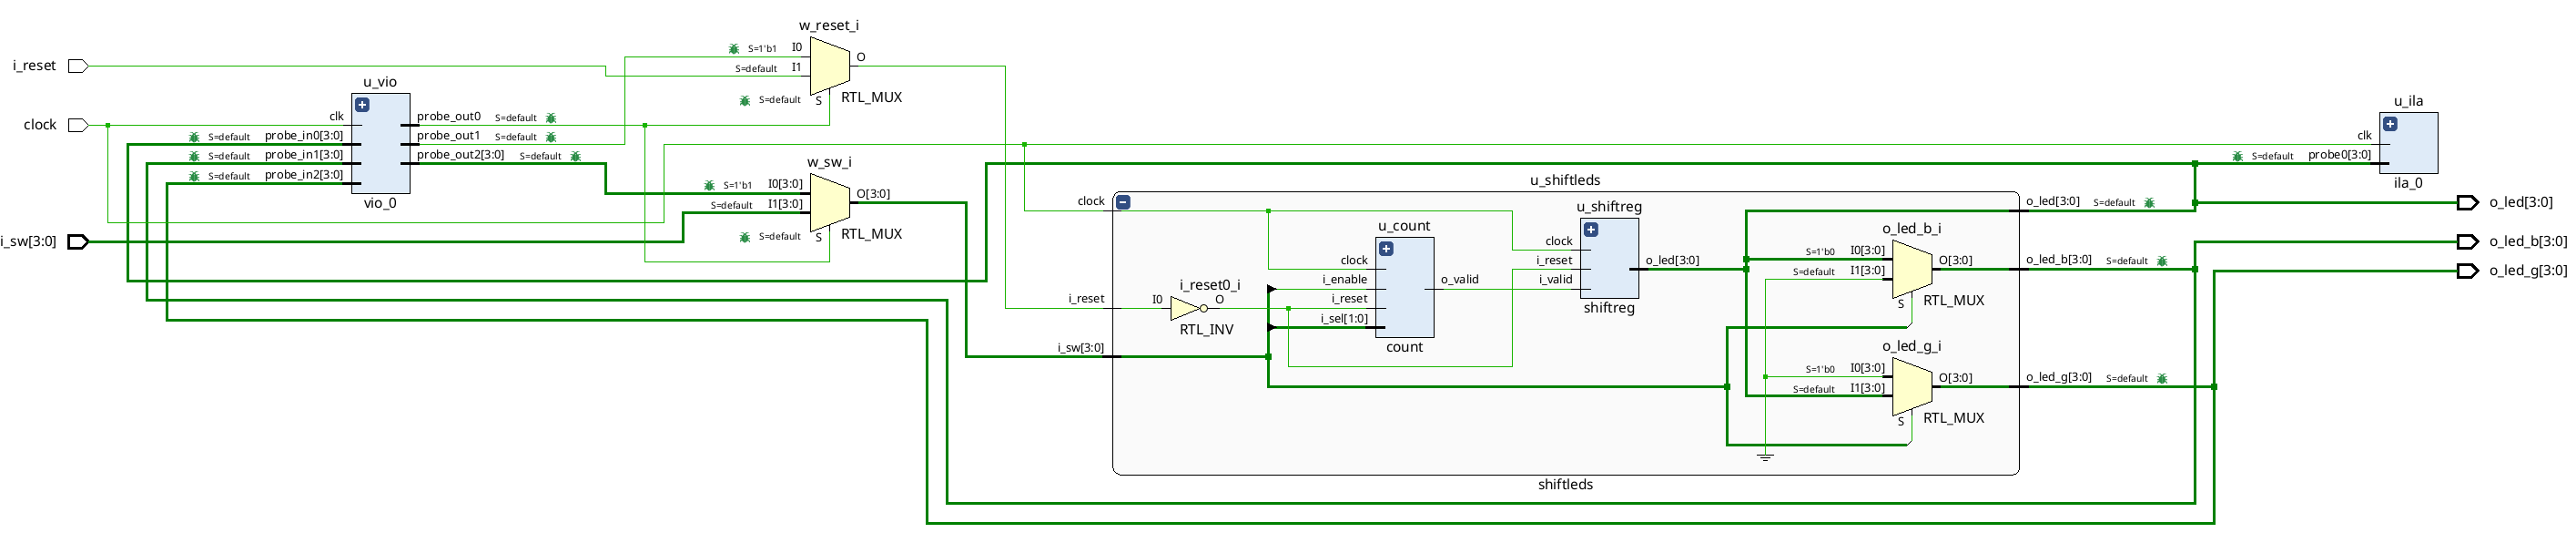 w_reset_i
S=1'b1 I0
O
i_reset
S=default I1
u_vio
S=default S RTL_MUX
u_ila
clk
probe_out0 S=default
clock
S=default probe_in0[3:0]
probe_out1 S=default
clk
S=default probe_in1[3:0]
probe_out2[3:0] S=default
w_sw_i
S=default probe0[3:0]
S=default probe_in2[3:0]
S=1'b1 I0[3:0]
O[3:0]
u_shiftleds
ila_0
vio_0
S=default I1[3:0]
clock
u_shiftreg
o_led[3:0] S=default
o_led[3:0]
i_sw[3:0]
S=default S RTL_MUX
u_count
o_led_b_i
clock
S=1'b0 I0[3:0]
o_led_b[3:0]
clock
i_reset
o_led[3:0]
O[3:0]
o_led_b[3:0] S=default
S=default I1[3:0]
o_led_g[3:0]
i_reset0_i
i_enable
o_valid
i_valid
i_reset
I0 O
i_reset
shiftreg
S RTL_MUX
RTL_INV
i_sel[1:0]
i_sw[3:0]
count
o_led_g_i
S=1'b0 I0[3:0]
O[3:0]
o_led_g[3:0] S=default
S=default I1[3:0]
S RTL_MUX
shiftleds